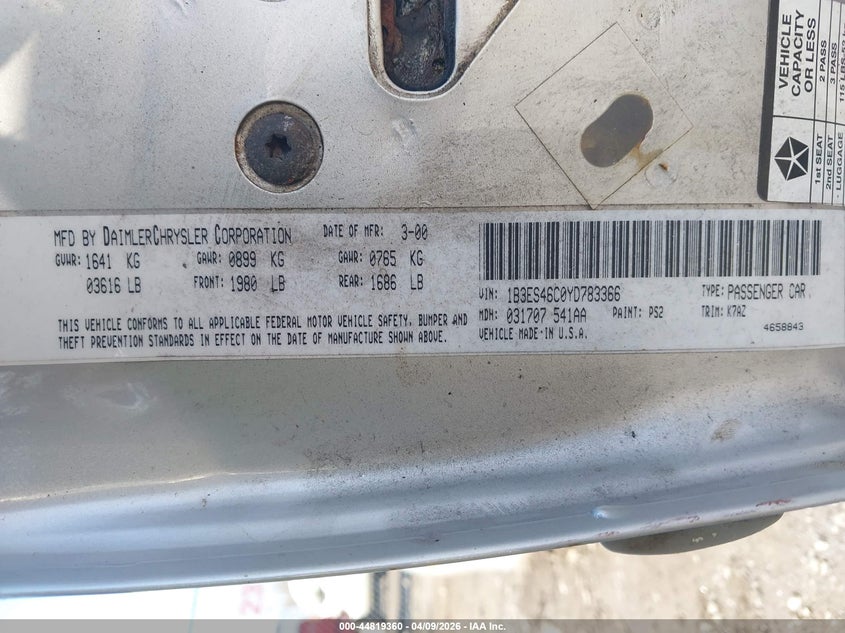 VEHICLE
CAPACITY
OR LESS
2 PASS
3 PASS
115 LBS.
1st SEAT
2nd SEAT
LUGGAGE
MFD BY DAIMLERCHRYSLER CORPORATION DATE OF MFR: 3-00
GVWR: 1641 KG GAWR: 0899 KG GAWR: 0765 KG
03616 LB FRONT: 1980 LB REAR: 1686 LB
THIS VEHICLE CONFORMS TO ALL APPLICABLE FEDERAL MOTOR VEHICLE SAFETY, BUMPER AND
THEFT PREVENTION STANDARDS IN EFFECT ON THE DATE OF MANUFACTURE SHOWN ABOVE.
VIN: 1B3ES46C0YD783366 TYPE: PASSENGER CAR
MDH: 031707 541AA PAINT: PS2 TRIM: K7AZ
VEHICLE MADE IN U.S.A. 4658843
000-44819360 - 04/09/2026 - IAA Inc.